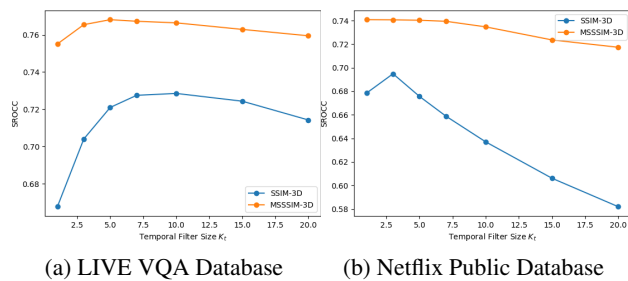 0.76
0.74
0.72
0.70
0.68
SROCC
SSIM-3D
MSSSIM-3D
2.5 5.0 7.5 10.0 12.5 15.0 17.5 20.0
Temporal Filter Size Kt
(a) LIVE VQA Database
0.74
0.72
0.70
0.68
0.66
0.64
0.62
0.60
0.58
SROCC
SSIM-3D
MSSSIM-3D
2.5 5.0 7.5 10.0 12.5 15.0 17.5 20.0
Temporal Filter Size Kt
(b) Netflix Public Database